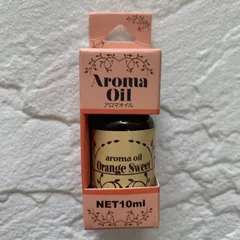 Aroma
Oil
アロマオイル
aroma oil
Orange Sweet
NET10ml